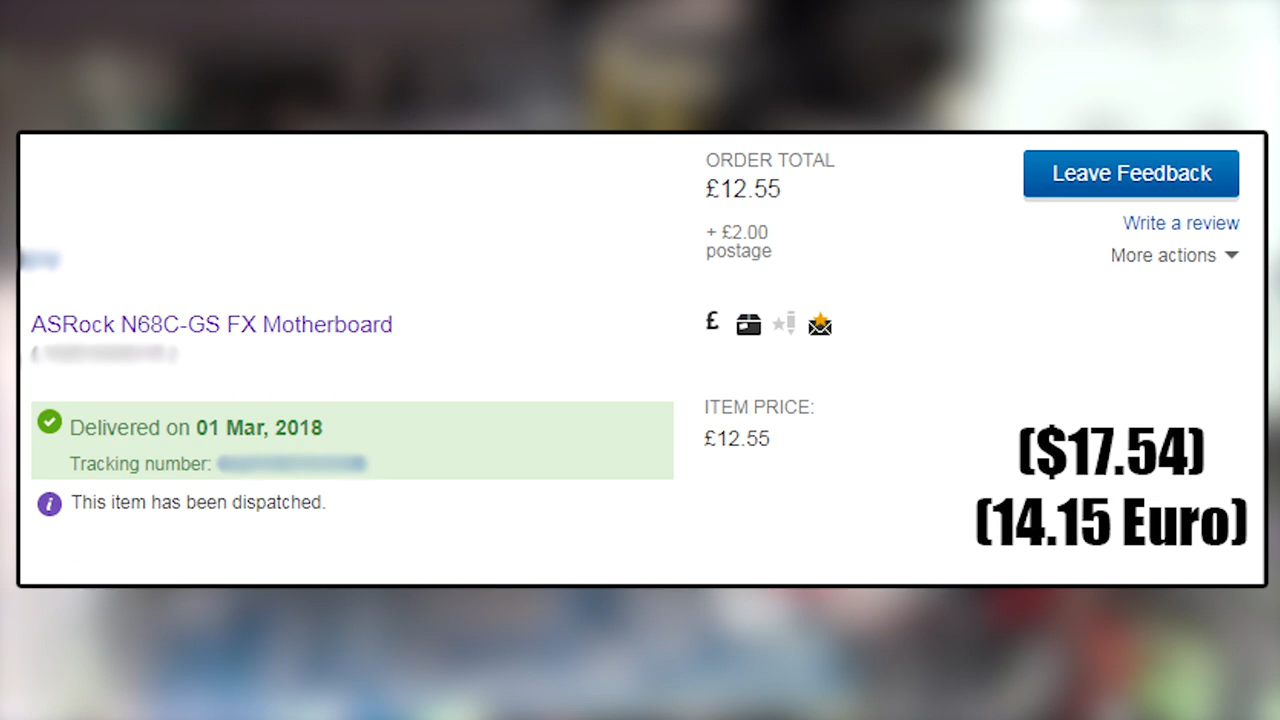 ORDER TOTAL
£12.55
+ £2.00
postage
Leave Feedback
Write a review
More actions
ASRock N68C-GS FX Motherboard
£
Delivered on 01 Mar, 2018
Tracking number:
This item has been dispatched.
ITEM PRICE:
£12.55
($17.54)
(14.15 Euro)